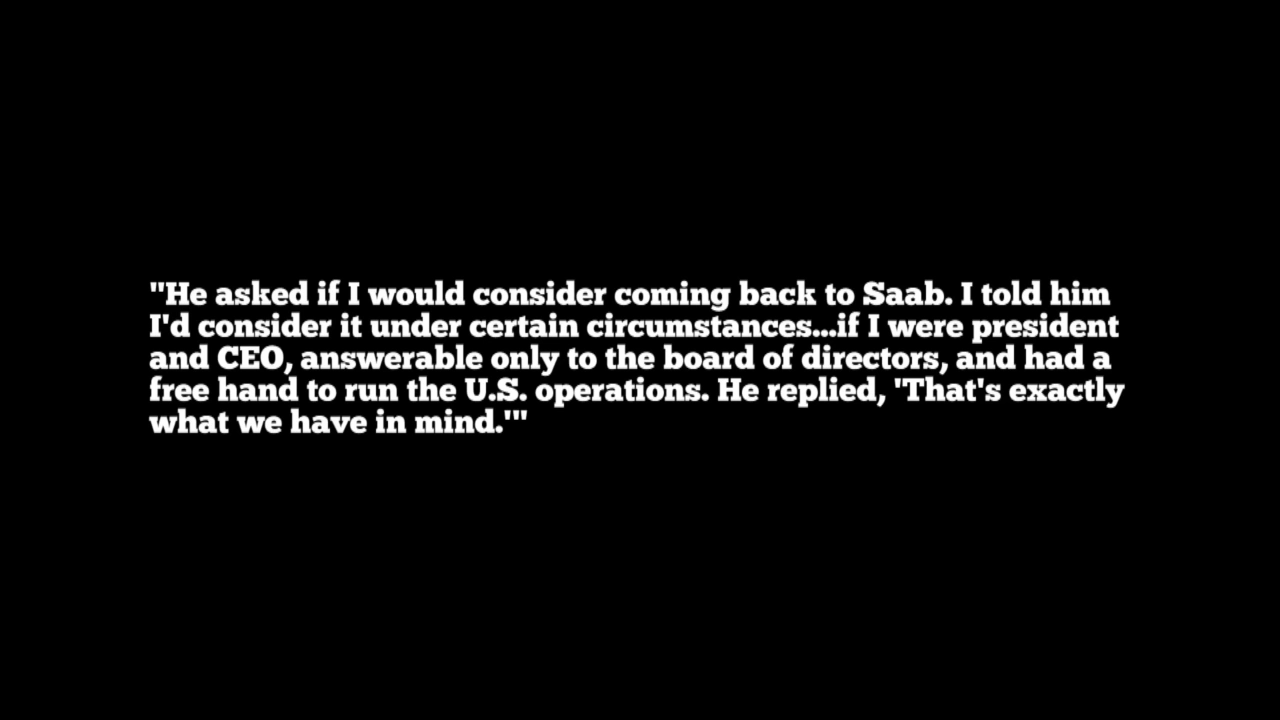 "He asked if I would consider coming back to Saab. I told him
I'd consider it under certain circumstances...if I were president
and CEO, answerable only to the board of directors, and had a
free hand to run the U.S. operations. He replied, 'That's exactly
what we have in mind.'"